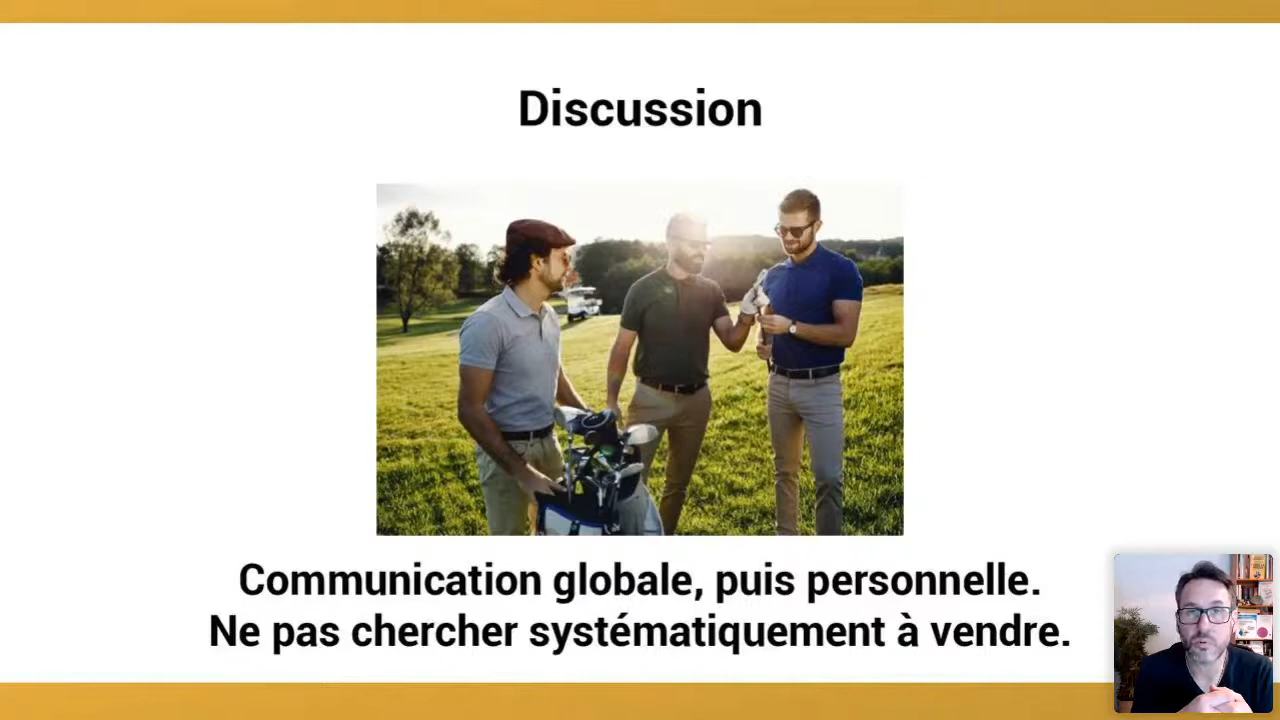 Discussion
Communication globale, puis personnelle.
Ne pas chercher systématiquement à vendre.